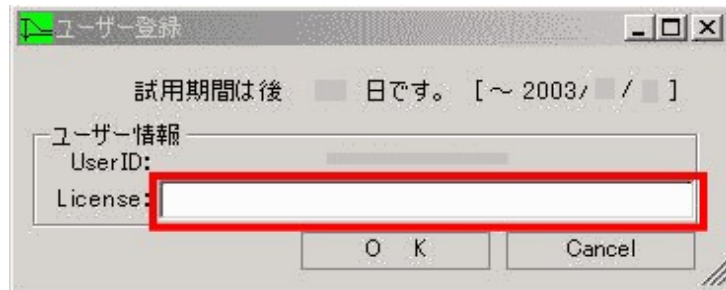 ユーザー登録
試用期間は後 日です。 [～2003/ / ]
ユーザー情報
UserID:
License:
O K Cancel